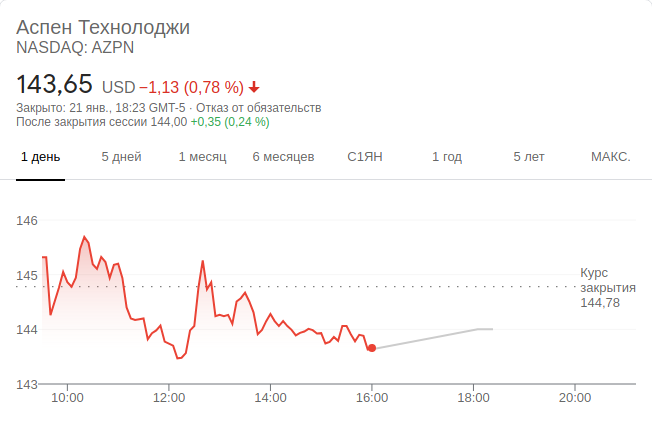 Аспен Технолоджи
NASDAQ: AZPN
143,65 USD −1,13 (0,78 %)
Закрыто: 21 янв., 18:23 GMT-5 · Отказ от обязательств
После закрытия сессии 144,00 +0,35 (0,24 %)
1 день 5 дней 1 месяц 6 месяцев С1ЯН 1 год 5 лет МАКС.
146
145
144
143
Курс
закрытия
144,78
10:00 12:00 14:00 16:00 18:00 20:00